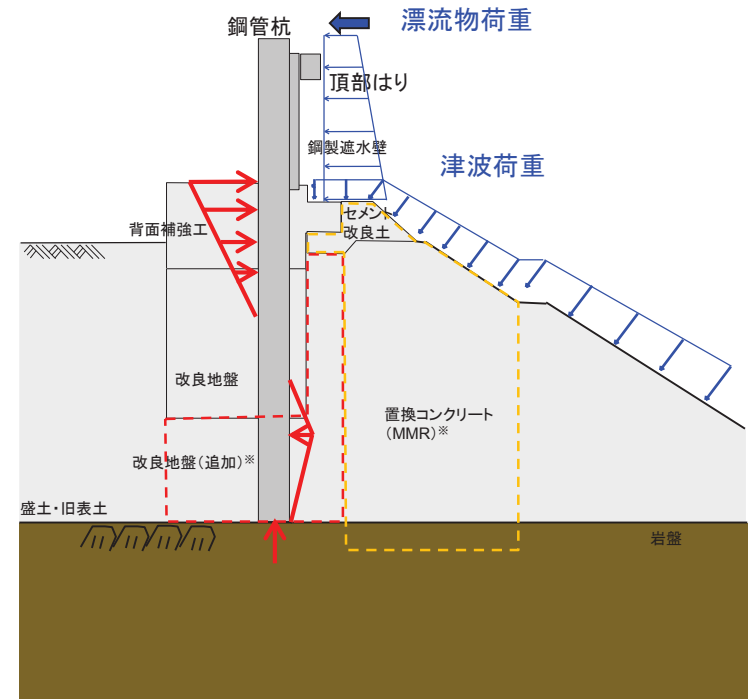 漂流物荷重
鋼管杭
頂部はり
鋼製遮水壁
津波荷重
セメント
改良土
背面補強工
改良地盤
置換コンクリート
(MMR)※
改良地盤(追加)※
盛土・旧表土
岩盤